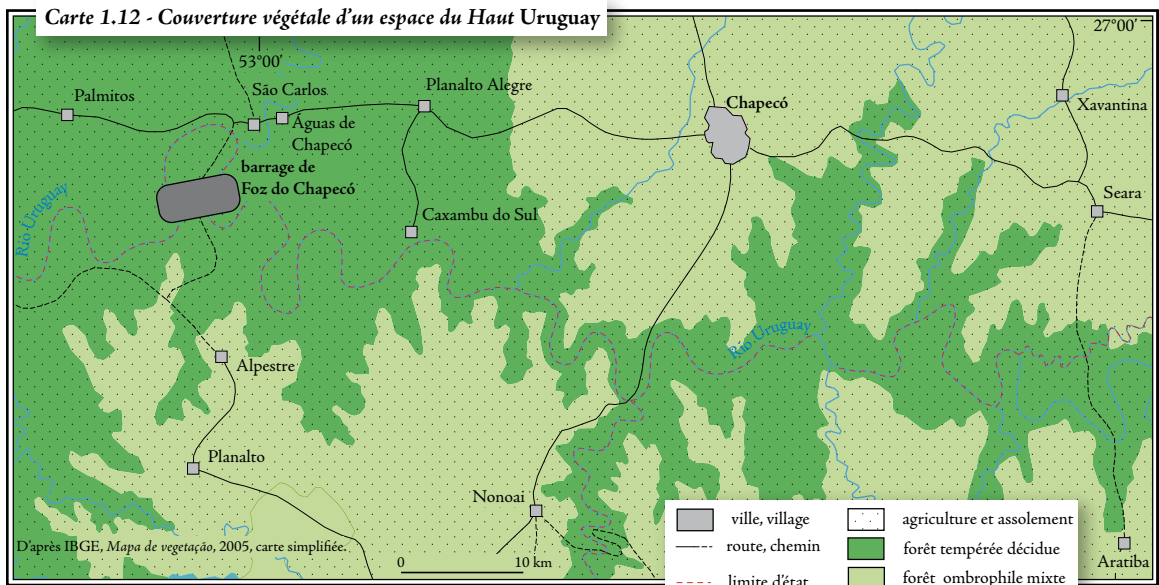 Carte 1.12 - Couverture végétale d'un espace du Haut Uruguay
27°00'
53°00'
Palmitos
São Carlos
Planalto Alegre
Águas de
Chapecó
Chapecó
Xavantina
barrage de
Foz do Chapecó
Seara
Rio Uruguay
Caxambu do Sul
Rio Uruguay
Alpestre
Planalto
Nonoai
Aratiba
D'après IBGE, Mapa de vegetação, 2005, carte simplifiée.
0 10 km
ville, village
route, chemin
limite d'état
agriculture et assolement
forêt tempérée décidue
forêt ombrophile mixte